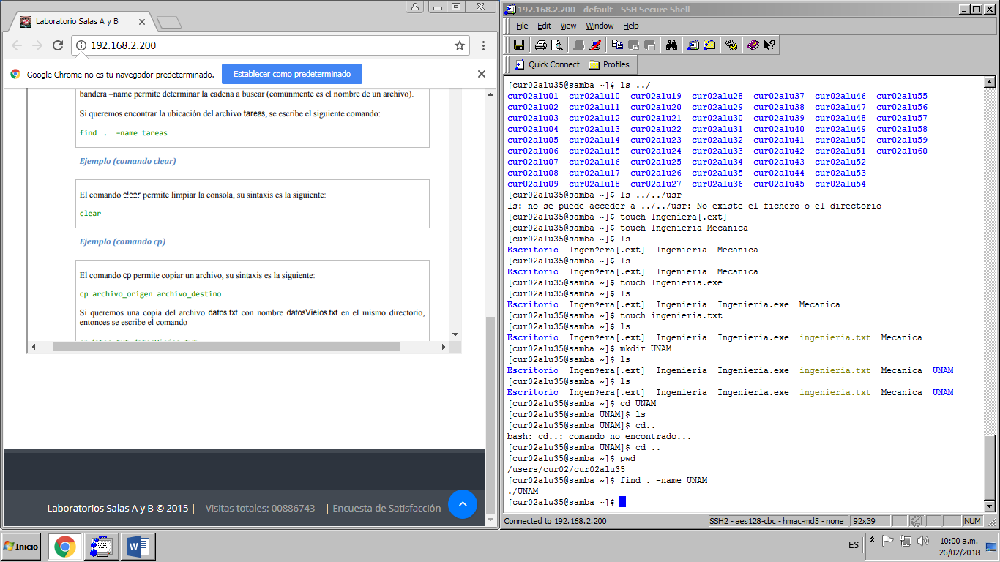 Laboratorio Salas A y B
192.168.2.200
Google Chrome no es tu navegador predeterminado.
Establecer como predeterminado
bandera –name permite determinar la cadena a buscar (comúnmente es el nombre de un archivo).
Si queremos encontrar la ubicación del archivo tareas, se escribe el siguiente comando:
find . –name tareas
Ejemplo (comando clear)
El comando clear permite limpiar la consola, su sintaxis es la siguiente:
clear
Ejemplo (comando cp)
El comando cp permite copiar un archivo, su sintaxis es la siguiente:
cp archivo_origen archivo_destino
Si queremos una copia del archivo datos.txt con nombre datosViejos.txt en el mismo directorio,
entonces se escribe el comando
Laboratorios Salas A y B © 2015 |
Visitas totales: 00886743
| Encuesta de Satisfacción
192.168.2.200 - default - SSH Secure Shell
File Edit View Window Help
Quick Connect
Profiles
[cur02alu35@samba ~]$ ls ../
cur02alu01 cur02alu10 cur02alu19 cur02alu28 cur02alu37 cur02alu46 cur02alu55
cur02alu02 cur02alu11 cur02alu20 cur02alu29 cur02alu38 cur02alu47 cur02alu56
cur02alu03 cur02alu12 cur02alu21 cur02alu30 cur02alu39 cur02alu48 cur02alu57
cur02alu04 cur02alu13 cur02alu22 cur02alu31 cur02alu40 cur02alu49 cur02alu58
cur02alu05 cur02alu14 cur02alu23 cur02alu32 cur02alu41 cur02alu50 cur02alu59
cur02alu06 cur02alu15 cur02alu24 cur02alu33 cur02alu42 cur02alu51 cur02alu60
cur02alu07 cur02alu16 cur02alu25 cur02alu34 cur02alu43 cur02alu52
cur02alu08 cur02alu17 cur02alu26 cur02alu35 cur02alu44 cur02alu53
cur02alu09 cur02alu18 cur02alu27 cur02alu36 cur02alu45 cur02alu54
[cur02alu35@samba ~]$ ls ../../usr
ls: no se puede acceder a ../../usr: No existe el fichero o el directorio
[cur02alu35@samba ~]$ touch Ingeníera[.ext]
[cur02alu35@samba ~]$ touch Ingenieria Mecanica
[cur02alu35@samba ~]$ ls
Escritorio Ingen?era[.ext] Ingenieria Mecanica
[cur02alu35@samba ~]$ ls
Escritorio Ingen?era[.ext] Ingenieria Mecanica
[cur02alu35@samba ~]$ touch Ingenieria.exe
[cur02alu35@samba ~]$ ls
Escritorio Ingen?era[.ext] Ingenieria Ingenieria.exe Mecanica
[cur02alu35@samba ~]$ touch ingenieria.txt
[cur02alu35@samba ~]$ ls
Escritorio Ingen?era[.ext] Ingenieria Ingenieria.exe ingenieria.txt Mecanica
[cur02alu35@samba ~]$ mkdir UNAM
[cur02alu35@samba ~]$ ls
Escritorio Ingen?era[.ext] Ingenieria Ingenieria.exe ingenieria.txt Mecanica UNAM
[cur02alu35@samba ~]$ ls
Escritorio Ingen?era[.ext] Ingenieria Ingenieria.exe ingenieria.txt Mecanica UNAM
[cur02alu35@samba ~]$ cd UNAM
[cur02alu35@samba UNAM]$ ls
[cur02alu35@samba UNAM]$ cd..
bash: cd..: comando no encontrado...
[cur02alu35@samba UNAM]$ cd ..
[cur02alu35@samba ~]$ pwd
/users/cur02/cur02alu35
[cur02alu35@samba ~]$ find . -name UNAM
./UNAM
[cur02alu35@samba ~]$
Connected to 192.168.2.200
SSH2 - aes128-cbc - hmac-md5 - none
92x39
NUM
Inicio
ES
10:00 a.m.
26/02/2018